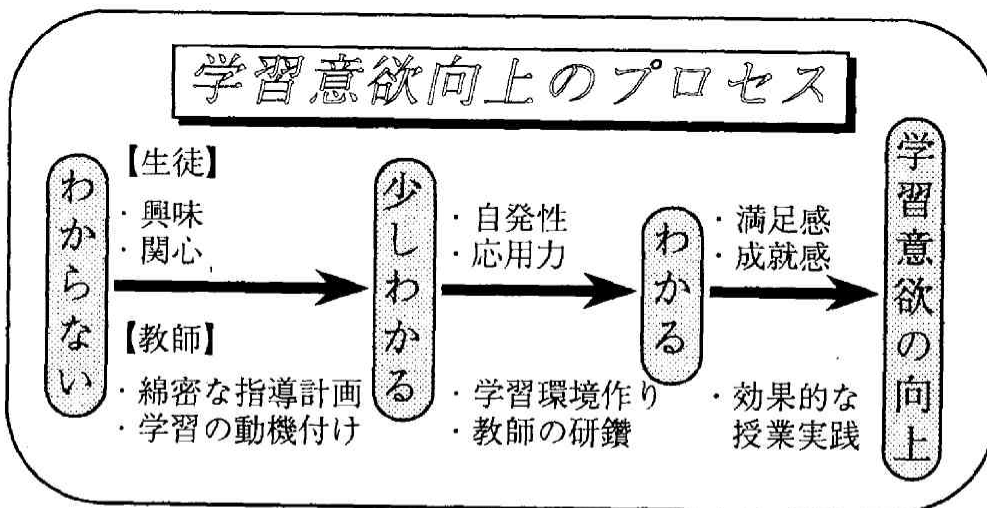 学習意欲向上のプロセス
わからない
【生徒】
・興味
・関心
【教師】
・綿密な指導計画
・学習の動機付け
少しわかる
・自発性
・応用力
・学習環境作り
・教師の研鑽
わかる
・満足感
・成就感
・効果的な
授業実践
学習意欲の向上